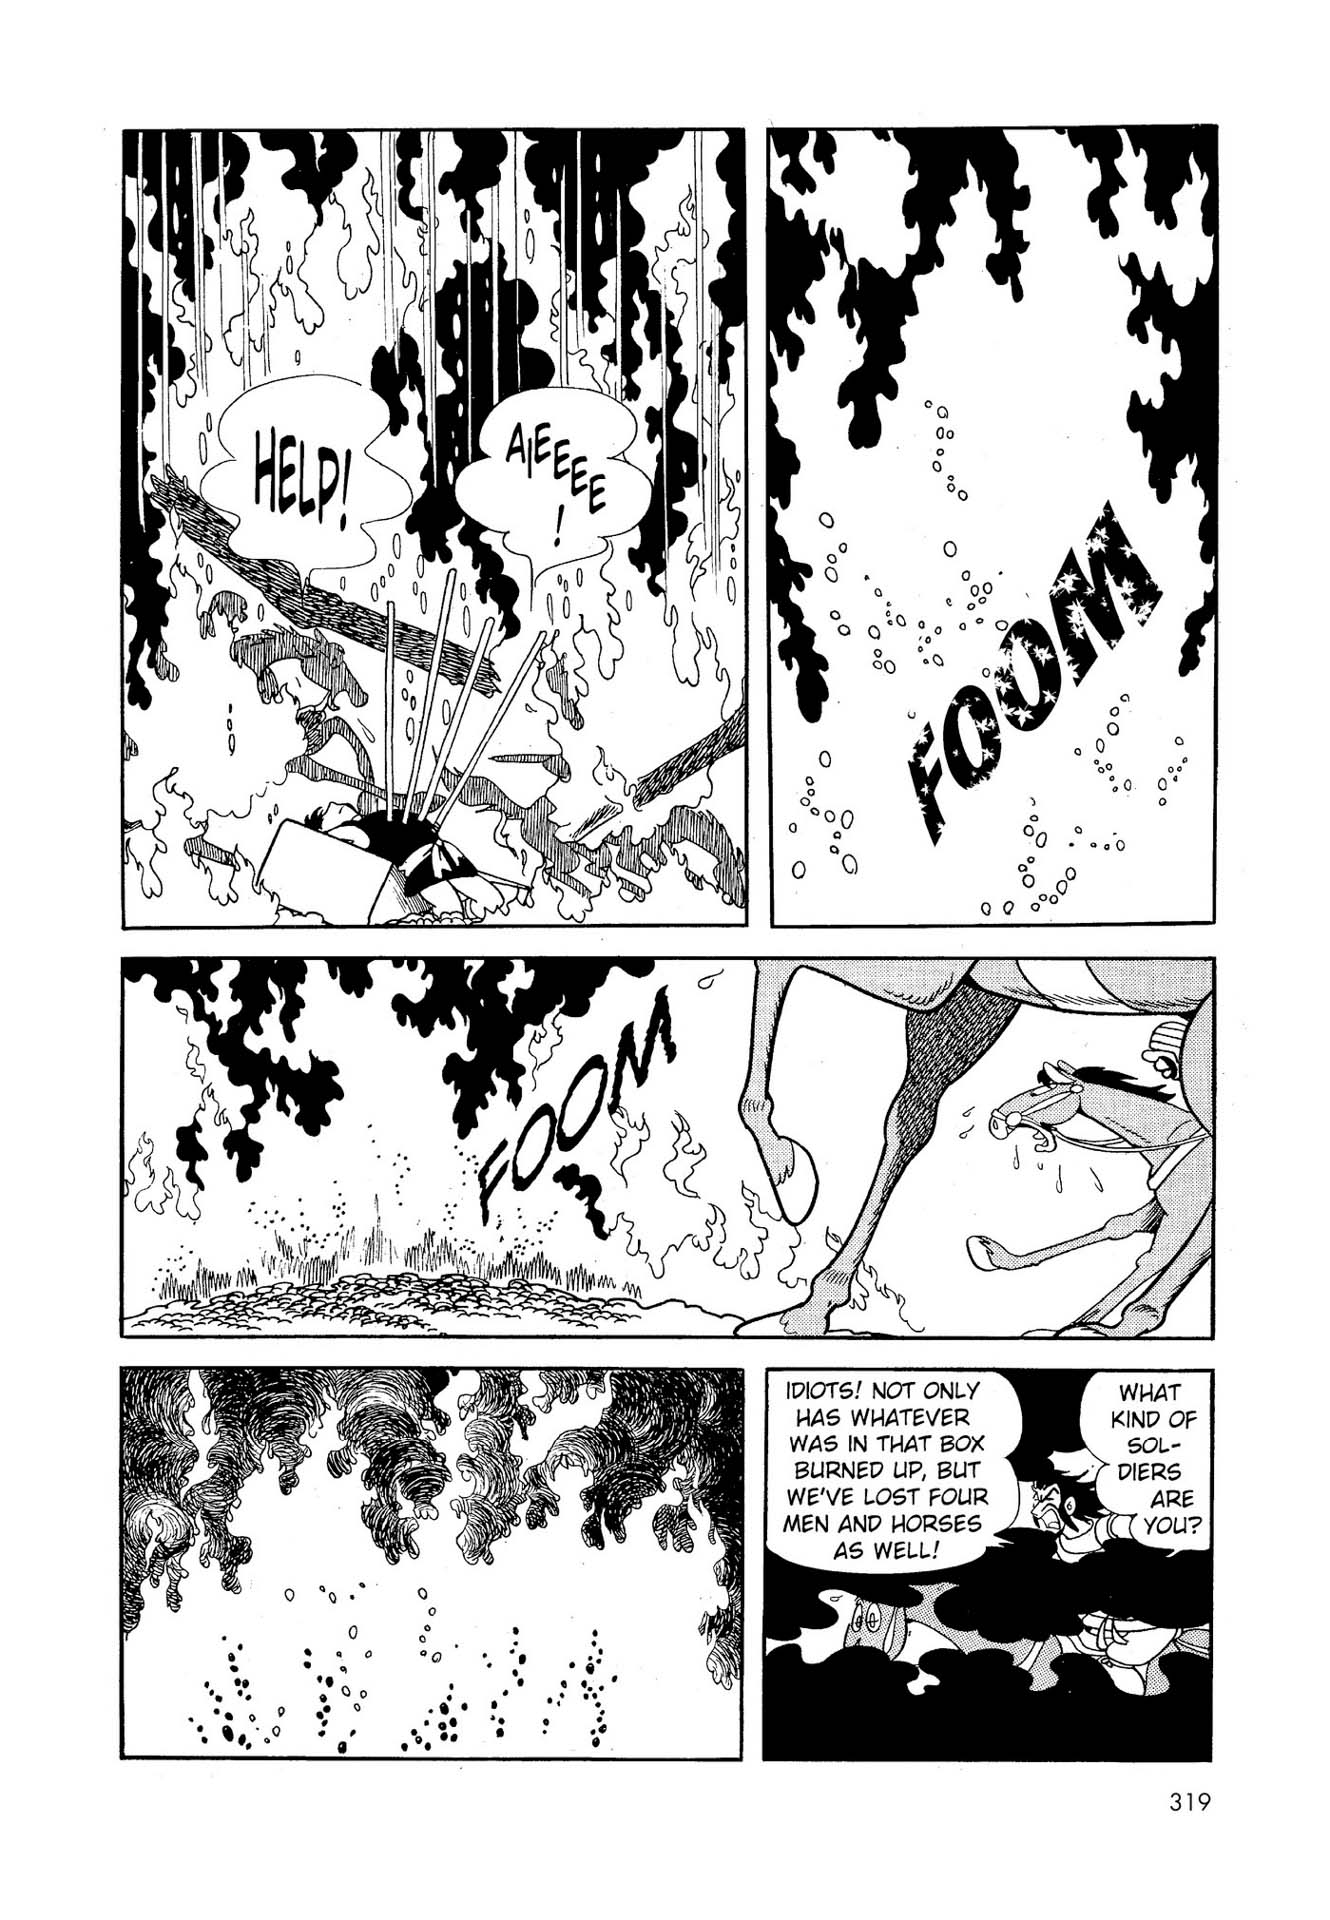 HELP!
AIEEEEE
!
FOOM
FOOM
IDIOTS! NOT ONLY
HAS WHATEVER
WAS IN THAT BOX
BURNED UP, BUT
WE'VE LOST FOUR
MEN AND HORSES
AS WELL!
WHAT
KIND OF
SOL-
DIERS
ARE
YOU?
319